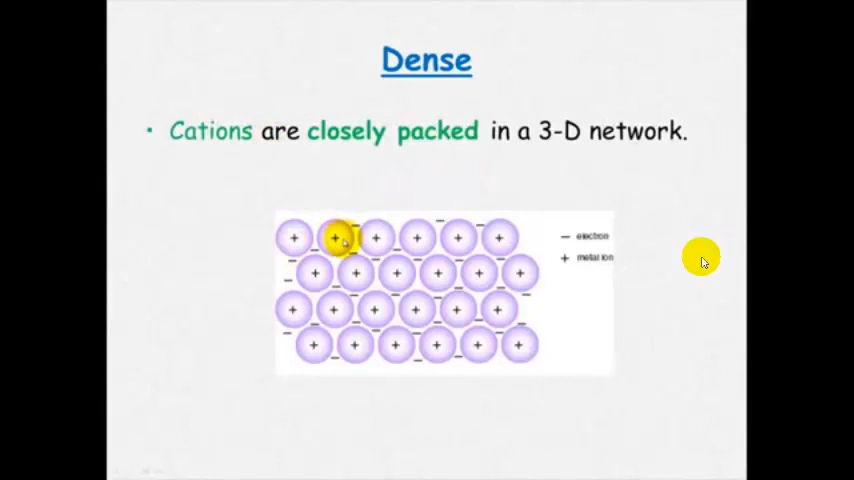 Dense
• Cations are closely packed in a 3-D network.
− electron
+ metal ion